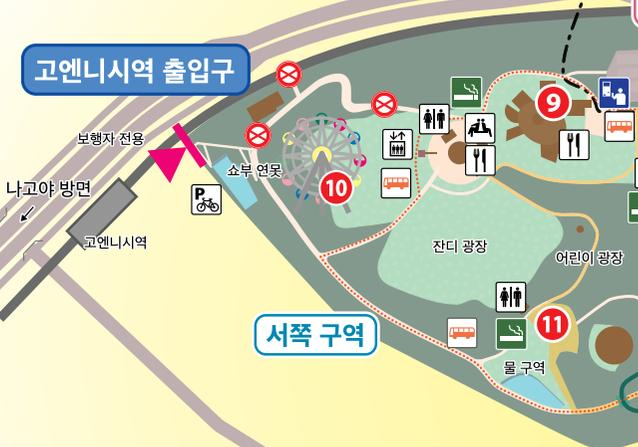 고엔니시역 출입구
보행자 전용
나고야 방면
고엔니시역
P
쇼부 연못
10
9
잔디 광장
어린이 광장
서쪽 구역
11
물 구역